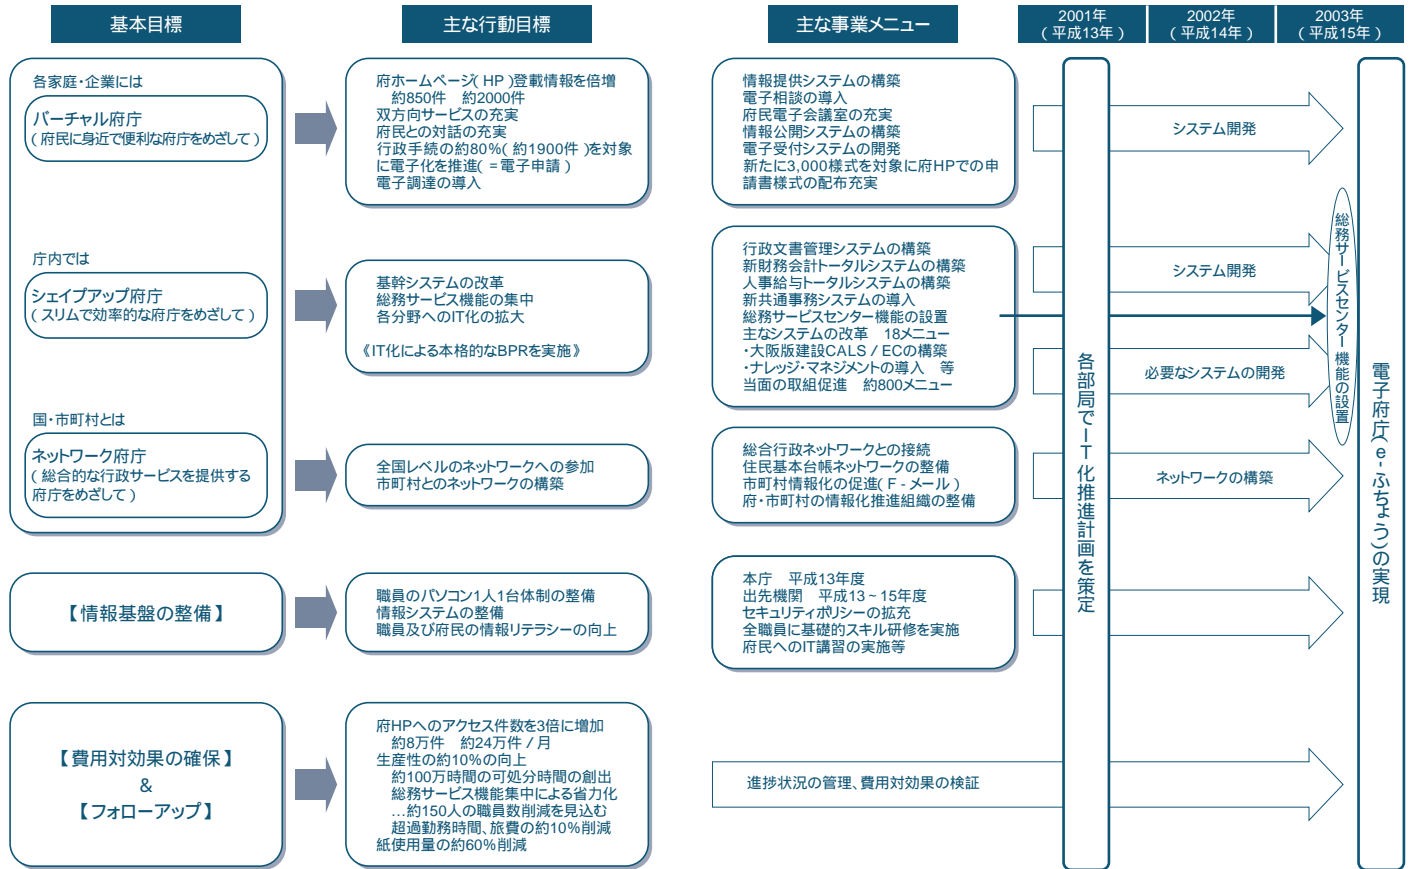 基本目標
主な行動目標
主な事業メニュー
2001年
（平成13年）
2002年
（平成14年）
2003年
（平成15年）
各家庭・企業には
バーチャル府庁
（府民に身近で便利な府庁をめざして）
府ホームページ（HP）登載情報を倍増
約850件　約2000件
双方向サービスの充実
府民との対話の充実
行政手続の約80％（約1900件）を対象
に電子化を推進（＝電子申請）
電子調達の導入
情報提供システムの構築
電子相談の導入
府民電子会議室の充実
情報公開システムの構築
電子受付システムの開発
新たに3,000様式を対象に府HPでの申
請書様式の配布充実
システム開発
庁内では
シェイプアップ府庁
（スリムで効率的な府庁をめざして）
基幹システムの改革
総務サービス機能の集中
各分野へのIT化の拡大
《IT化による本格的なBPRを実施》
行政文書管理システムの構築
新財務会計トータルシステムの構築
人事給与トータルシステムの構築
新共通事務システムの導入
総務サービスセンター機能の設置
主なシステムの改革　18メニュー
・大阪版建設CALS／ECの構築
・ナレッジ・マネジメントの導入　等
当面の取組促進　約800メニュー
システム開発
必要なシステムの開発
総務サービスセンター機能の設置
国・市町村とは
ネットワーク府庁
（総合的な行政サービスを提供する
府庁をめざして）
全国レベルのネットワークへの参加
市町村とのネットワークの構築
総合行政ネットワークとの接続
住民基本台帳ネットワークの整備
市町村情報化の促進（F-メール）
府・市町村の情報化推進組織の整備
ネットワークの構築
各部局でIT化推進計画を策定
電子府庁（e-ふちょう）の実現
【情報基盤の整備】
職員のパソコン1人1台体制の整備
情報システムの整備
職員及び府民の情報リテラシーの向上
本庁　平成13年度
出先機関　平成13～15年度
セキュリティポリシーの拡充
全職員に基礎的スキル研修を実施
府民へのIT講習の実施等
【費用対効果の確保】
&
【フォローアップ】
府HPへのアクセス件数を3倍に増加
約8万件　約24万件／月
生産性の約10％の向上
約100万時間の可処分時間の創出
総務サービス機能集中による省力化
…約150人の職員数削減を見込む
超過勤務時間、旅費の約10％削減
紙使用量の約60％削減
進捗状況の管理、費用対効果の検証